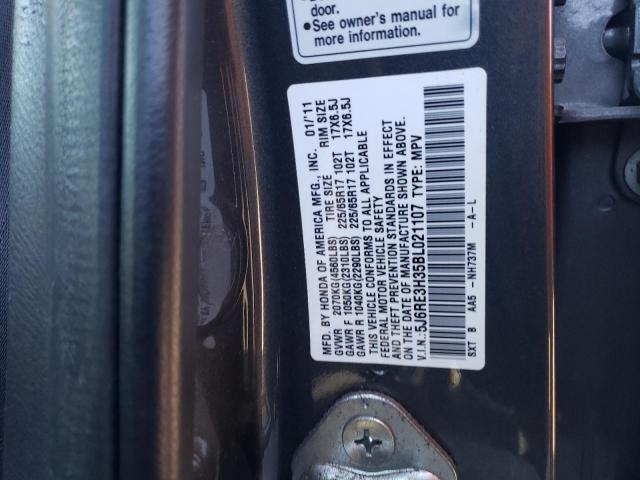 door.
•See owner's manual for
more information.
MFD. BY HONDA OF AMERICA MFG., INC. 01/'11
GVWR 2070KG(4560LBS) TIRE SIZE RIM SIZE
GAWR F 1050KG(2310LBS) 225/65R17 102T 17X6.5J
GAWR R 1040KG(2290LBS) 225/65R17 102T 17X6.5J
THIS VEHICLE CONFORMS TO ALL APPLICABLE
FEDERAL MOTOR VEHICLE SAFETY
AND THEFT PREVENTION STANDARDS IN EFFECT
ON THE DATE OF MANUFACTURE SHOWN ABOVE.
V.I.N.:5J6RE3H35BL021107 TYPE: MPV
SXT B AA5 -NH737M -A-L